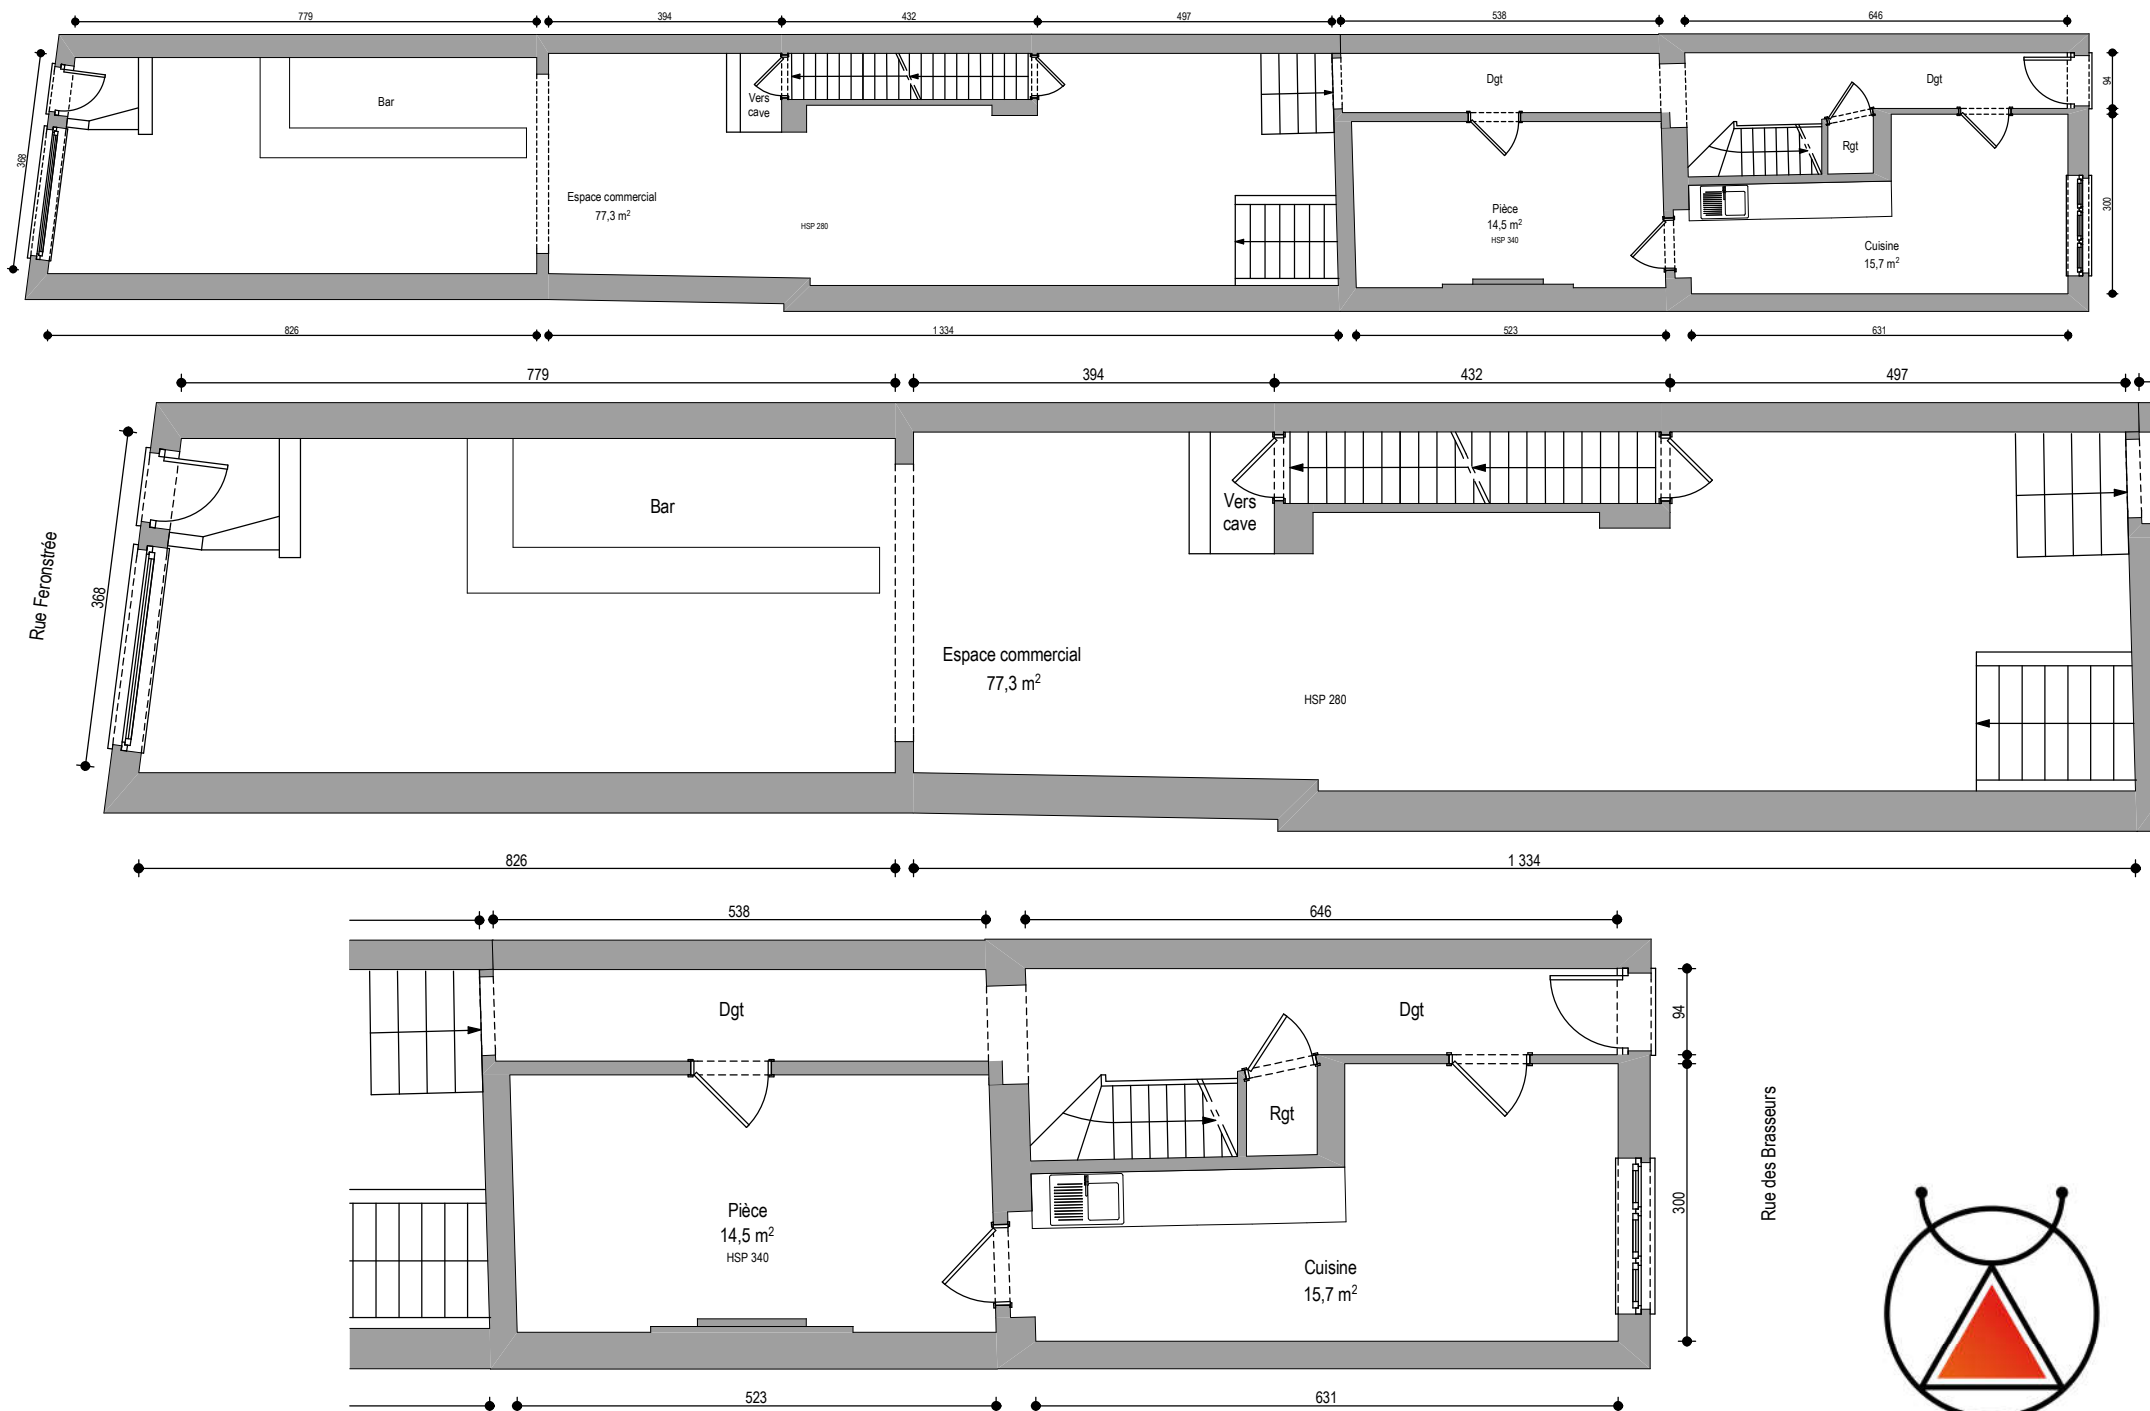 779
394
432
497
538
646
368
Bar
Vers
cave
Dgt
Dgt
94
Rgt
Espace commercial
77,3 m²
HSP 280
Pièce
14,5 m²
HSP 340
Cuisine
15,7 m²
300
826
1 334
523
631
779
394
432
497
Rue Feronstrée
368
Bar
Vers
cave
Espace commercial
77,3 m²
HSP 280
826
1 334
538
646
Dgt
Dgt
94
Rgt
Pièce
14,5 m²
HSP 340
Cuisine
15,7 m²
300
Rue des Brasseurs
523
631